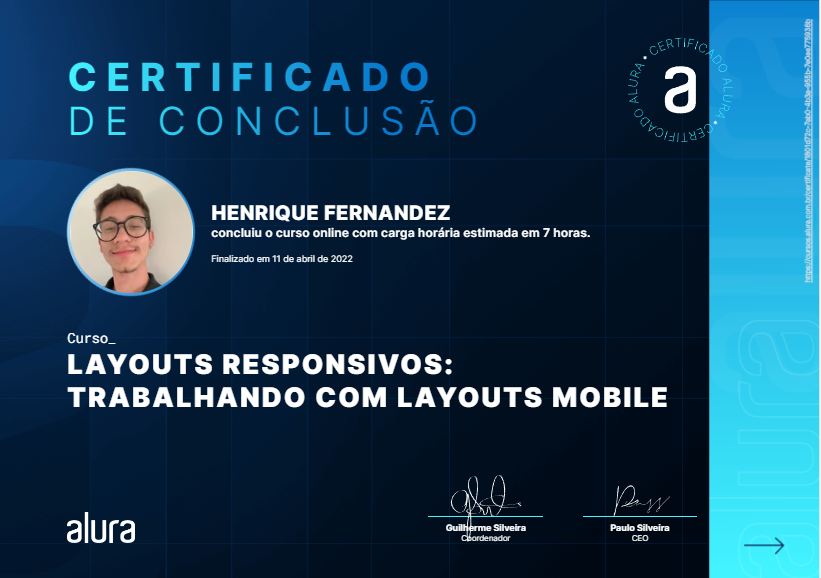 CERTIFICADO
DE CONCLUSÃO
CERTIFICADO ALURA • CERTIFICADO ALURA •
a
HENRIQUE FERNANDEZ
concluiu o curso online com carga horária estimada em 7 horas.
Finalizado em 11 de abril de 2022
Curso_
LAYOUTS RESPONSIVOS:
TRABALHANDO COM LAYOUTS MOBILE
alura
Guilherme Silveira
Coordenador
Paulo Silveira
CEO
alura